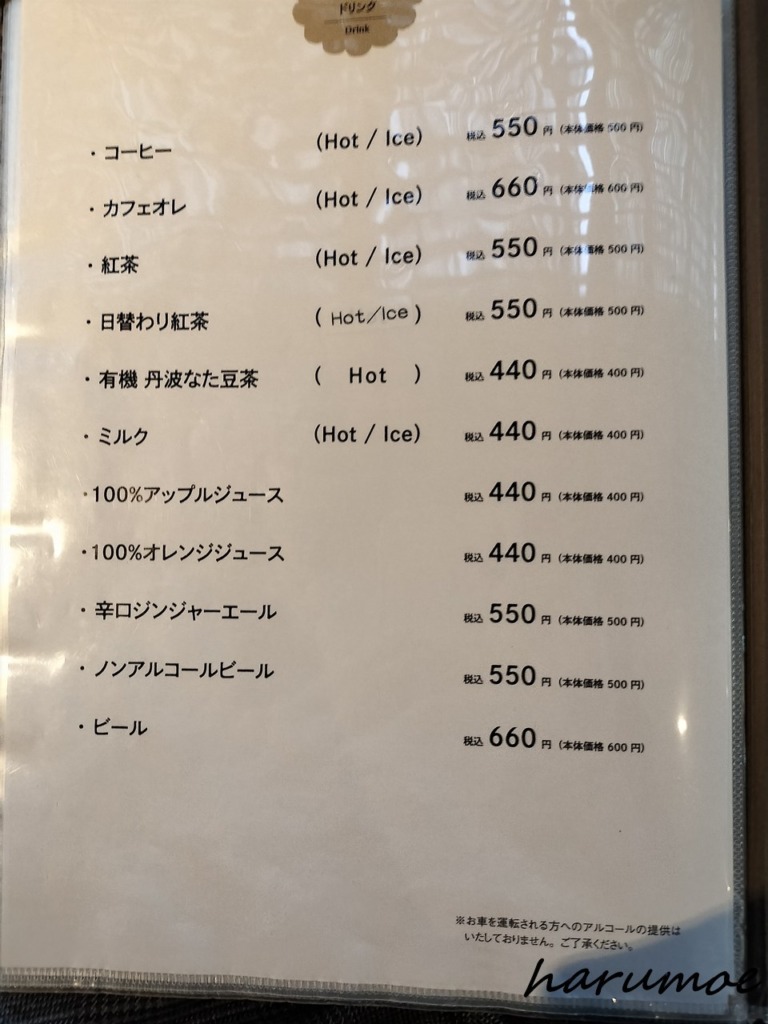 ドリンク
Drink
・コーヒー (Hot / Ice) 税込 550 円 (本体価格 500 円)
・カフェオレ (Hot / Ice) 税込 660 円 (本体価格 600 円)
・紅茶 (Hot / Ice) 税込 550 円 (本体価格 500 円)
・日替わり紅茶 ( Hot/Ice ) 税込 550 円 (本体価格 500 円)
・有機 丹波なた豆茶 ( Hot ) 税込 440 円 (本体価格 400 円)
・ミルク (Hot / Ice) 税込 440 円 (本体価格 400 円)
・100%アップルジュース 税込 440 円 (本体価格 400 円)
・100%オレンジジュース 税込 440 円 (本体価格 400 円)
・辛口ジンジャーエール 税込 550 円 (本体価格 500 円)
・ノンアルコールビール 税込 550 円 (本体価格 500 円)
・ビール 税込 660 円 (本体価格 600 円)
※お車を運転される方へのアルコールの提供は
いたしておりません。ご了承ください。
harumoe